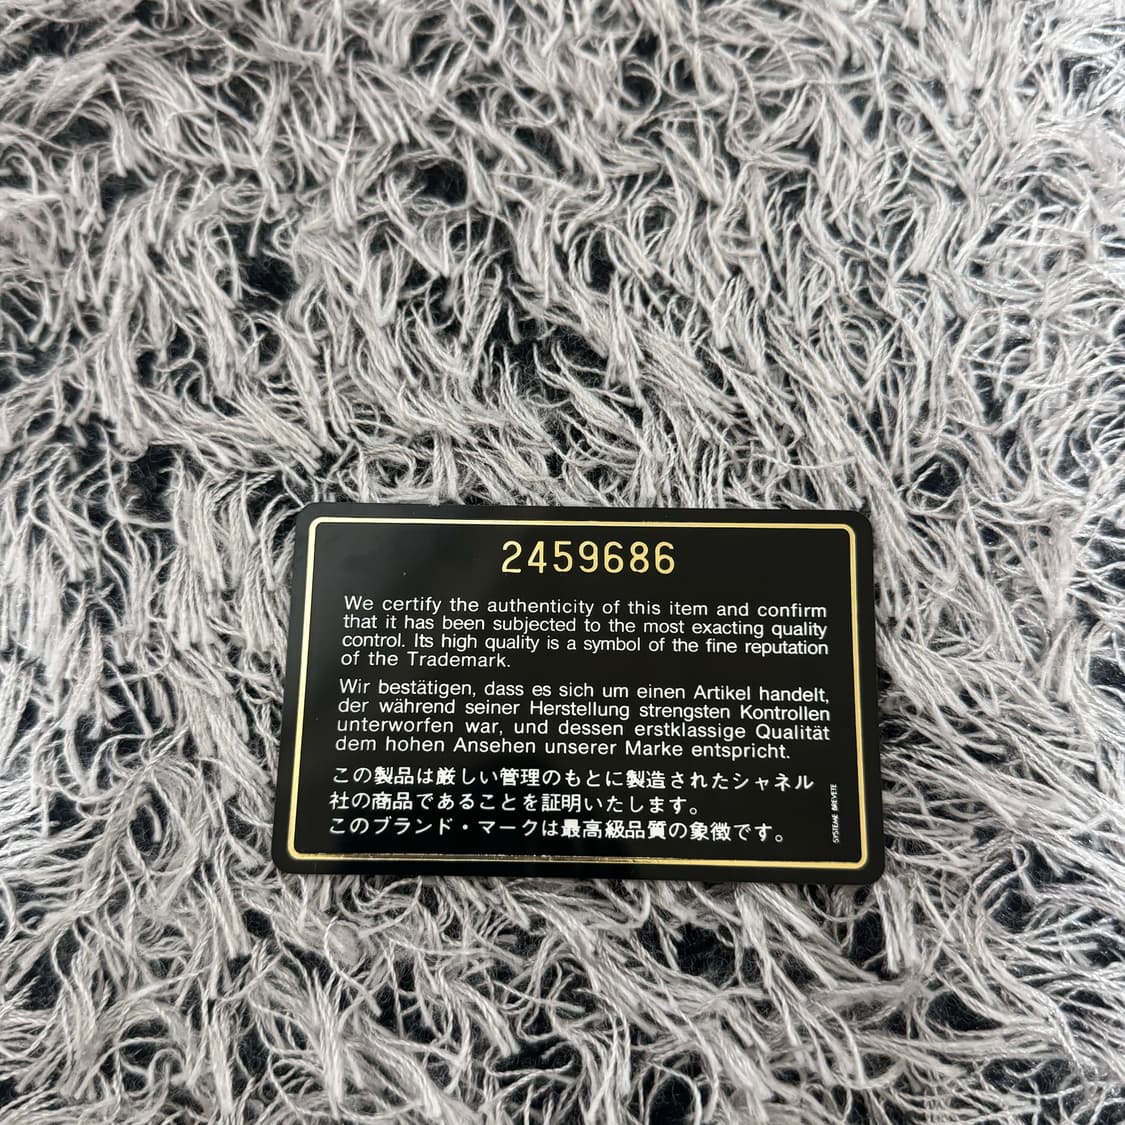 2459686
We certify the authenticity of this item and confirm
that it has been subjected to the most exacting quality
control. Its high quality is a symbol of the fine reputation
of the Trademark.
Wir bestätigen, dass es sich um einen Artikel handelt,
der während seiner Herstellung strengsten Kontrollen
unterworfen war, und dessen erstklassige Qualität
dem hohen Ansehen unserer Marke entspricht.
この製品は厳しい管理のもとに製造されたシャネル
社の商品であることを証明いたします。
このブランド・マークは最高級品質の象徴です。
SYSTEME BREVETE